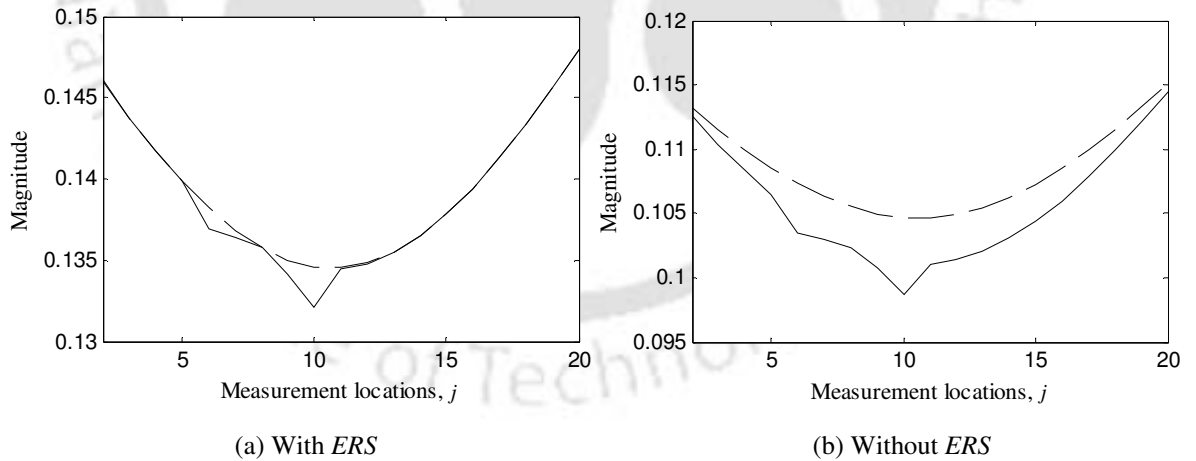 0.15
0.145
0.14
0.135
0.13
Magnitude
5
10
15
20
Measurement locations, j
(a) With ERS
0.12
0.115
0.11
0.105
0.1
0.095
Magnitude
5
10
15
20
Measurement locations, j
(b) Without ERS
of Techno